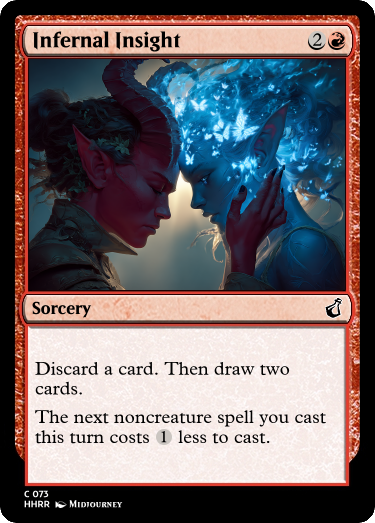 Infernal Insight 2
Sorcery
Discard a card. Then draw two
cards.
The next noncreature spell you cast
this turn costs 1 less to cast.
C 073
HHRR Midjourney